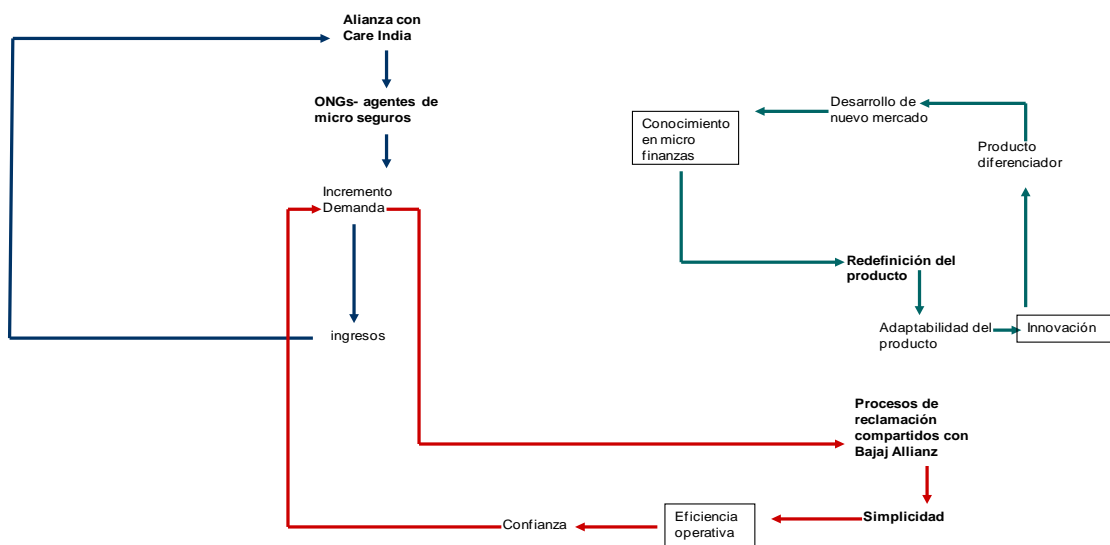 Alianza con
Care India
ONGs- agentes de
micro seguros
Incremento
Demanda
ingresos
Desarrollo de
nuevo mercado
Conocimiento
en micro
finanzas
Producto
diferenciador
Redefinición del
producto
Adaptabilidad del
producto
Innovación
Procesos de
reclamación
compartidos con
Bajaj Allianz
Simplicidad
Eficiencia
operativa
Confianza